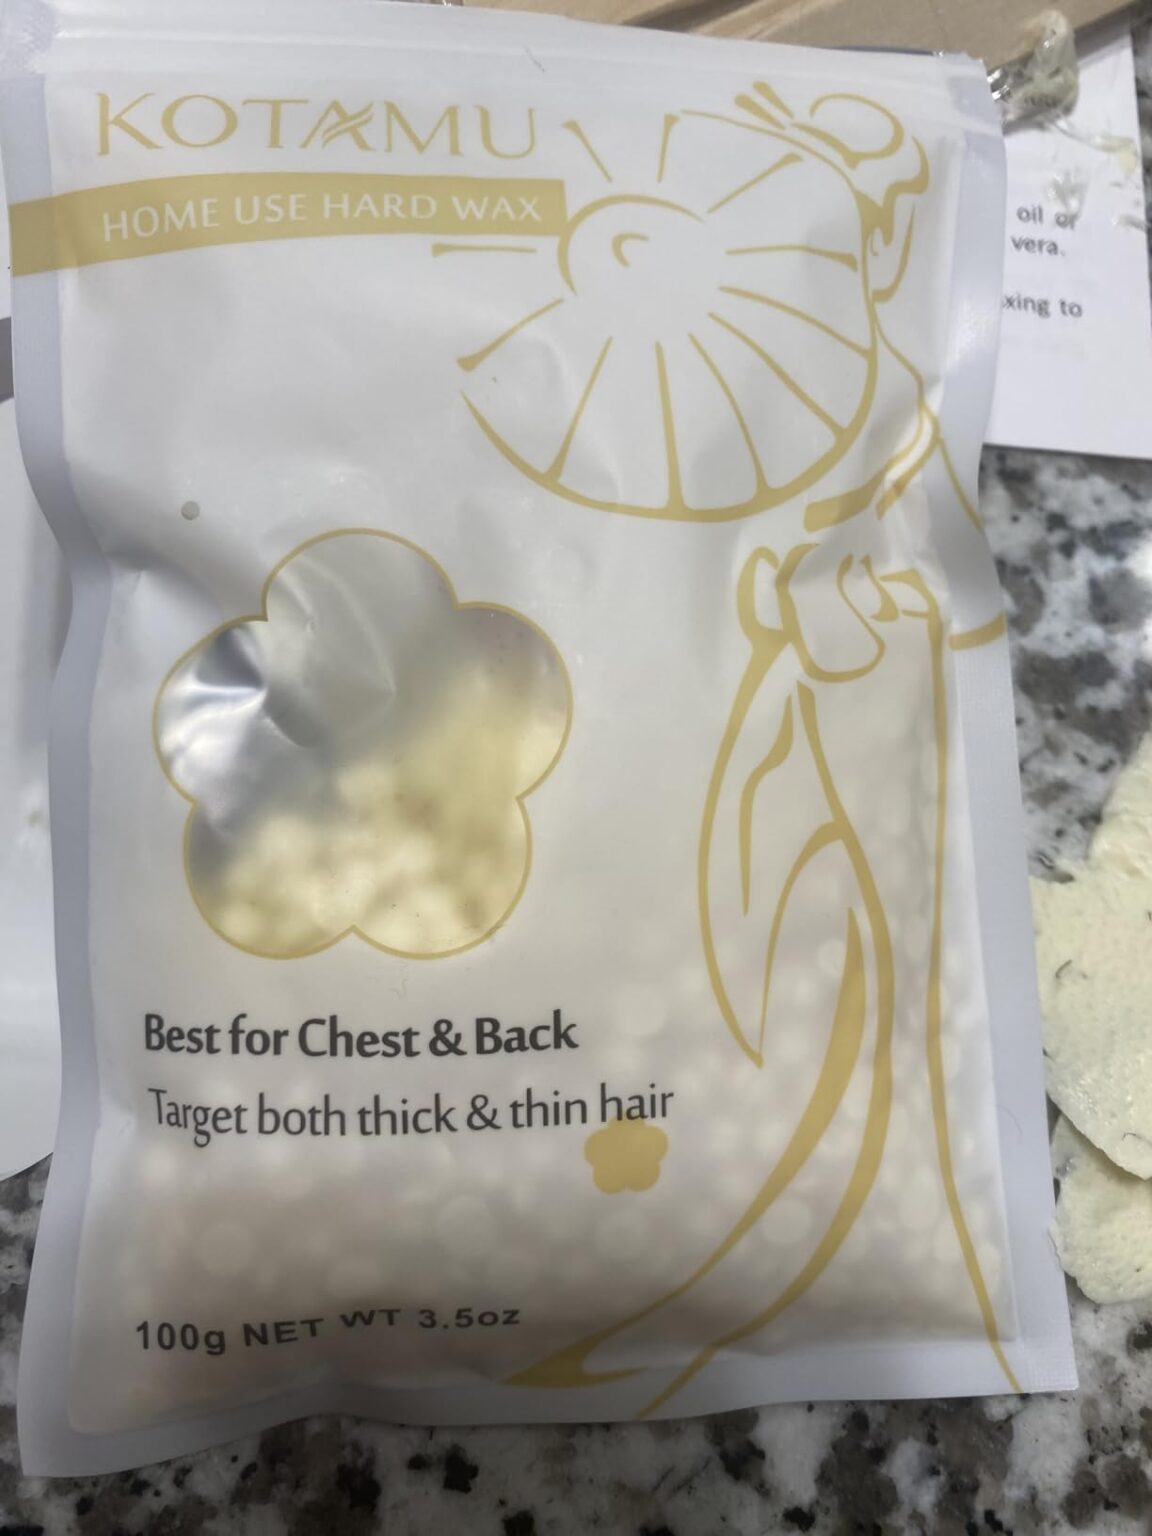 KOTAMU
HOME USE HARD WAX
oil or
vera.
to
Best for Chest & Back
Target both thick & thin hair
100g NET WT 3.5oz